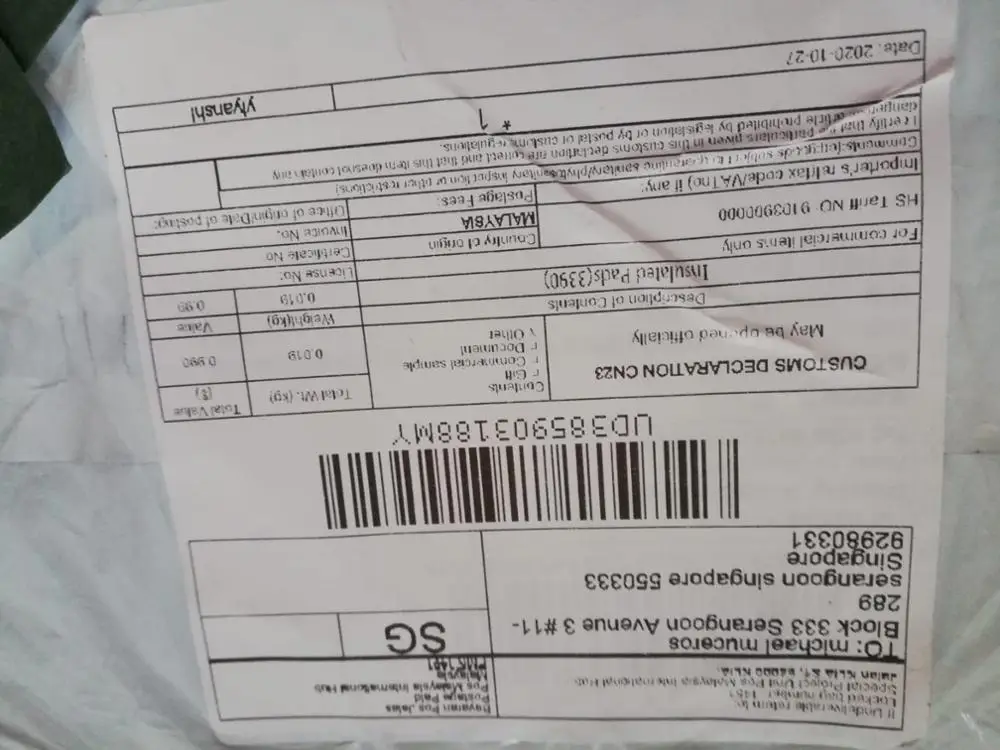 If Undeliverable return to:
Locked bag number 1451
Special Project Unit Pos Malaysia International Hub
Jalan KLIA S1, 64000 KLIA
Bayaran Pos Jelas
Postage Paid
Pos Malaysia International Hub
Malaysia
PMK 1481
TO: michael muceros
Block 333 Serangoon Avenue 3 #11-
289
serangoon singapore 550333
Singapore
92980331
SG
UD385903188MY
CUSTOMS DECLARATION CN23
May be opened officially
Contents
r Gift
r Commercial sample
r Document
√ Other
Total Wt. (kg)
Total Value
($)
0.019
0.990
Description of Contents
Weight(kg)
Value
Insulated Pads(3390)
0.019
0.99
For commercial items only
HS Tariff NO 9103900000
Country of origin
MALAYSIA
License No:
Certificate No
Invoice No.
Importer's ref(tax code/VAT no) if any:
Postage Fees:
Office of origin/Date of posting:
Comments:(e.g:goods subject to quarantine sanitary/phytosanitary inspection or other restrictions)
I certify that the particulars given in this customs declaration are correct and that this item does not contain any
dangerous article prohibited by legislation or by postal or customs regulations.
* 1
yiyanshi
Date: 2020-10-27